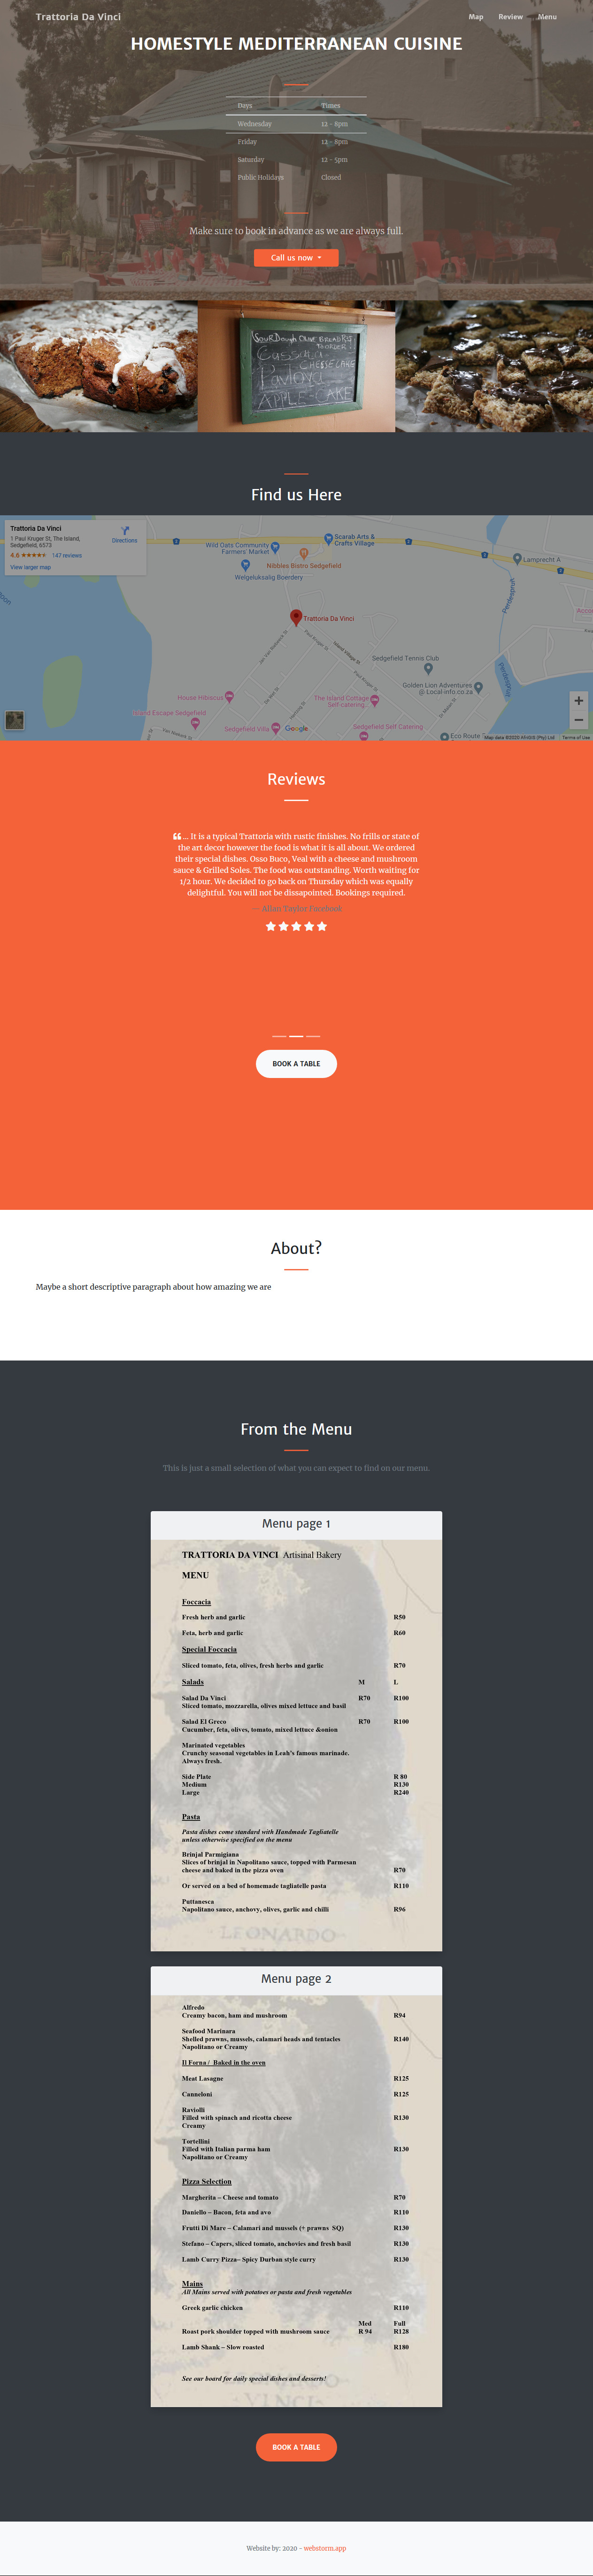 Trattoria Da Vinci
Map Review Menu
HOMESTYLE MEDITERRANEAN CUISINE
Days Times
Wednesday 12 - 8pm
Friday 12 - 8pm
Saturday 12 - 5pm
Public Holidays Closed
Make sure to book in advance as we are always full.
Call us now
SOURDough OLIVE BREAD
Cassata
CHEESECAKE
Pavlova
APPLE-CAKE
Find us Here
Trattoria Da Vinci
1 Paul Kruger St, The Island,
Sedgefield, 6573
Directions
4.6 147 reviews
View larger map
Wild Oats Community
Farmers' Market
Scarab Arts &
Crafts Village
Nibbles Bistro Sedgefield
Welgeluksalig Boerdery
Lamprecht A
Perdespruit
Trattoria Da Vinci
Sedgefield Tennis Club
Golden Lion Adventures
@ Local-info.co.za
House Hibiscus
The Island Cottage
Self-catering
Island Escape Sedgefield
Sedgefield Villa
Sedgefield Self Catering
Google
Eco Route
Map data ©2020 AfriGIS (Pty) Ltd Terms of Use
Reviews
... It is a typical Trattoria with rustic finishes. No frills or state of
the art decor however the food is what it is all about. We ordered
their special dishes. Osso Buco, Veal with a cheese and mushroom
sauce & Grilled Soles. The food was outstanding. Worth waiting for
1/2 hour. We decided to go back on Thursday which was equally
delightful. You will not be dissapointed. Bookings required.
— Allan Taylor Facebook
BOOK A TABLE
About?
Maybe a short descriptive paragraph about how amazing we are
From the Menu
This is just a small selection of what you can expect to find on our menu.
Menu page 1
TRATTORIA DA VINCI Artisinal Bakery
MENU
Foccacia
Fresh herb and garlic R50
Feta, herb and garlic R60
Special Foccacia
Sliced tomato, feta, olives, fresh herbs and garlic R70
Salads M L
Salad Da Vinci R70 R100
Sliced tomato, mozzarella, olives mixed lettuce and basil
Salad El Greco R70 R100
Cucumber, feta, olives, tomato, mixed lettuce &onion
Marinated vegetables
Crunchy seasonal vegetables in Leah's famous marinade.
Always fresh.
Side Plate R 80
Medium R130
Large R240
Pasta
Pasta dishes come standard with Handmade Tagliatelle
unless otherwise specified on the menu
Brinjal Parmigiana
Slices of brinjal in Napolitano sauce, topped with Parmesan
cheese and baked in the pizza oven R70
Or served on a bed of homemade tagliatelle pasta R110
Puttanesca
Napolitano sauce, anchovy, olives, garlic and chilli R96
LEONARDO
VINCI
Menu page 2
Alfredo
Creamy bacon, ham and mushroom R94
Seafood Marinara
Shelled prawns, mussels, calamari heads and tentacles R140
Napolitano or Creamy
Il Forna / Baked in the oven
Meat Lasagne R125
Canneloni R125
Raviolli
Filled with spinach and ricotta cheese R130
Creamy
Tortellini
Filled with Italian parma ham R130
Napolitano or Creamy
Pizza Selection
Margherita – Cheese and tomato R70
Daniello – Bacon, feta and avo R110
Frutti Di Mare – Calamari and mussels (+ prawns SQ) R130
Stefano – Capers, sliced tomato, anchovies and fresh basil R130
Lamb Curry Pizza– Spicy Durban style curry R130
Mains
All Mains served with potatoes or pasta and fresh vegetables
Greek garlic chicken R110
Med Full
Roast pork shoulder topped with mushroom sauce R 94 R128
Lamb Shank – Slow roasted R180
See our board for daily special dishes and desserts!
VINCI
BOOK A TABLE
Website by: 2020 - webstorm.app